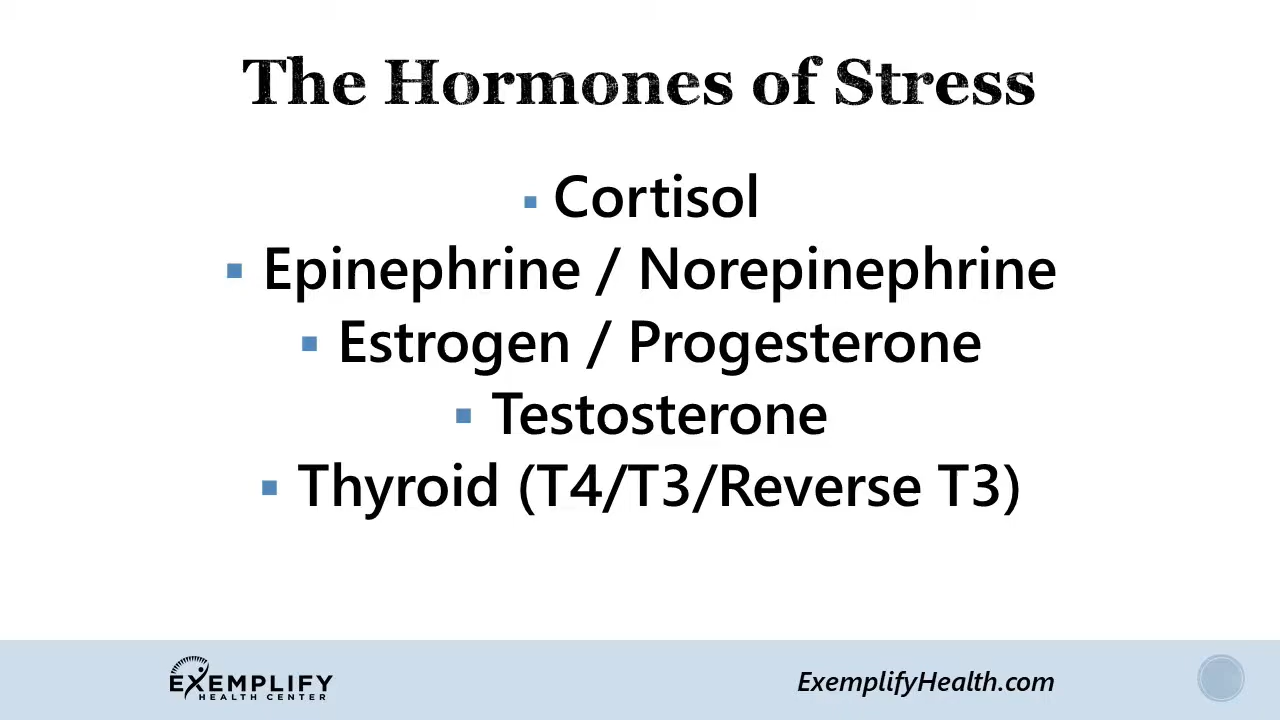 The Hormones of Stress
▪ Cortisol
▪ Epinephrine / Norepinephrine
▪ Estrogen / Progesterone
▪ Testosterone
▪ Thyroid (T4/T3/Reverse T3)
EXEMPLIFY
HEALTH CENTER
ExemplifyHealth.com